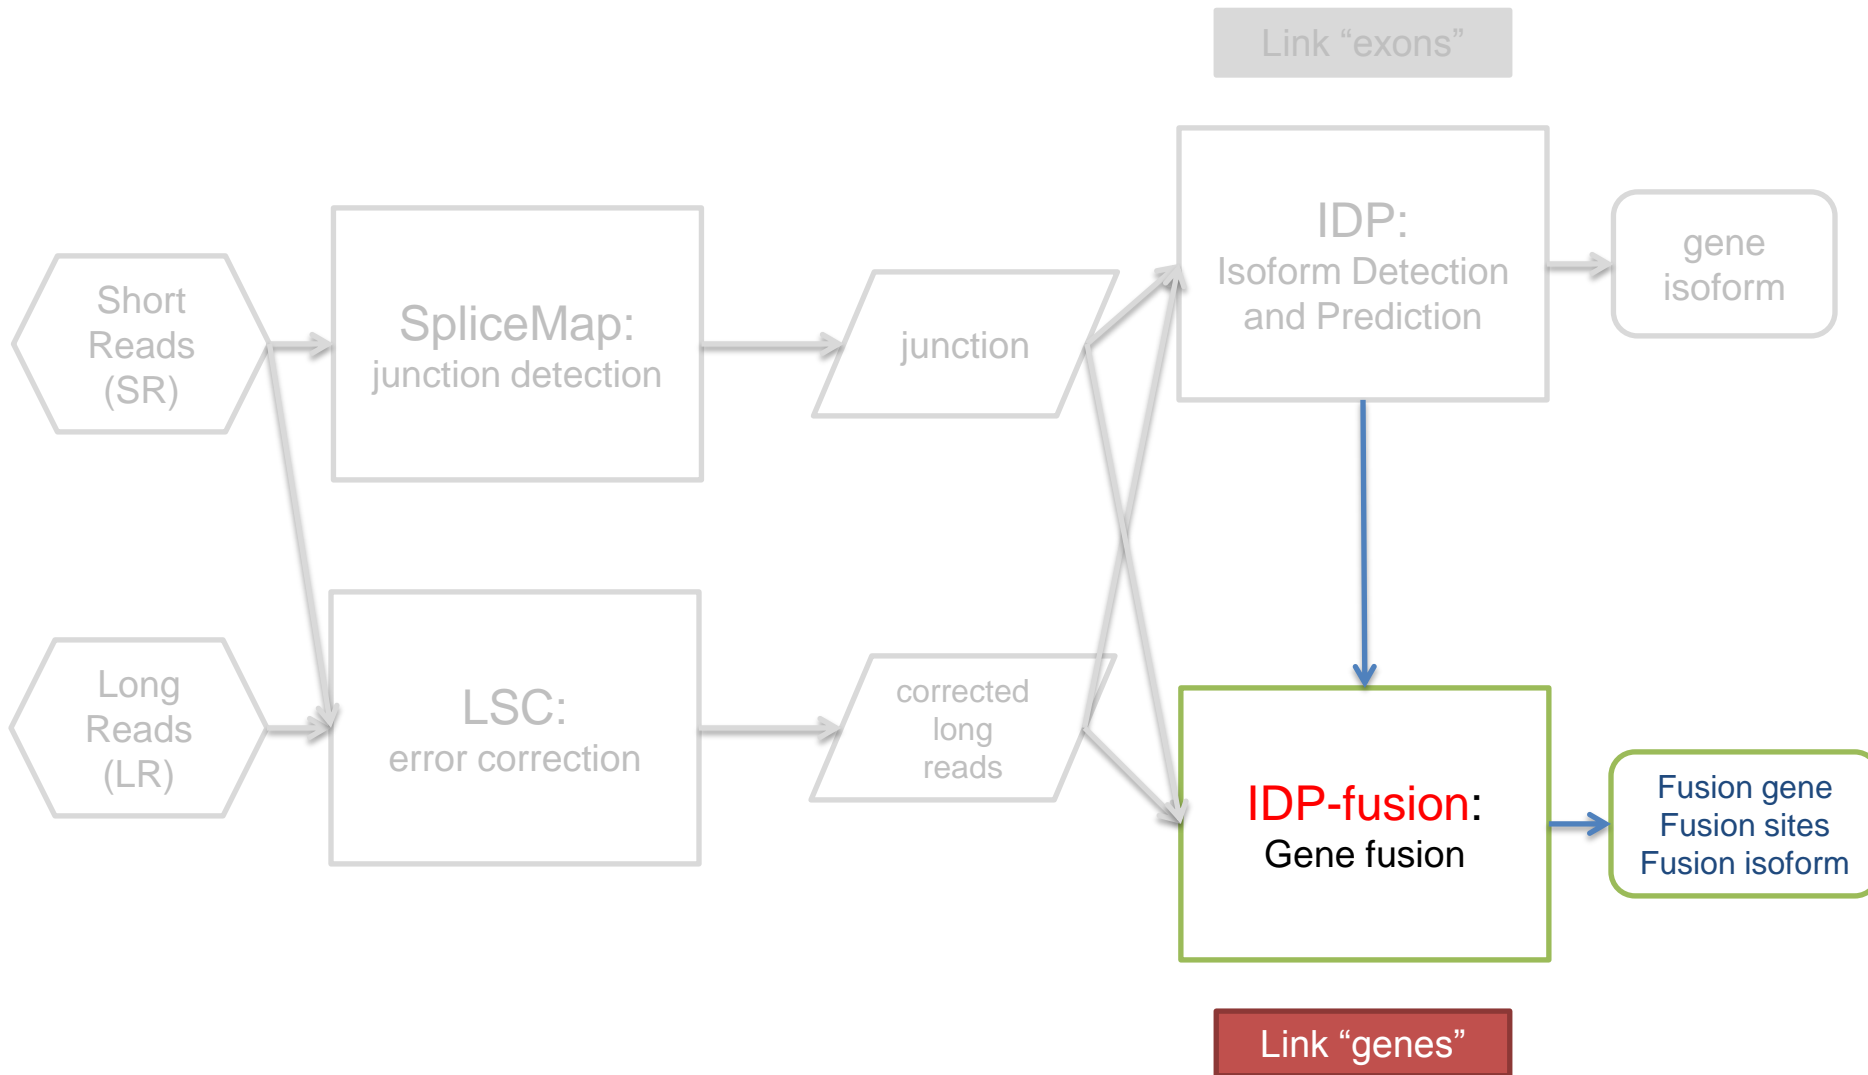 Link “exons”
Short
Reads
(SR)
SpliceMap:
junction detection
junction
IDP:
Isoform Detection
and Prediction
gene
isoform
Long
Reads
(LR)
LSC:
error correction
corrected
long
reads
IDP-fusion:
Gene fusion
Fusion gene
Fusion sites
Fusion isoform
Link “genes”